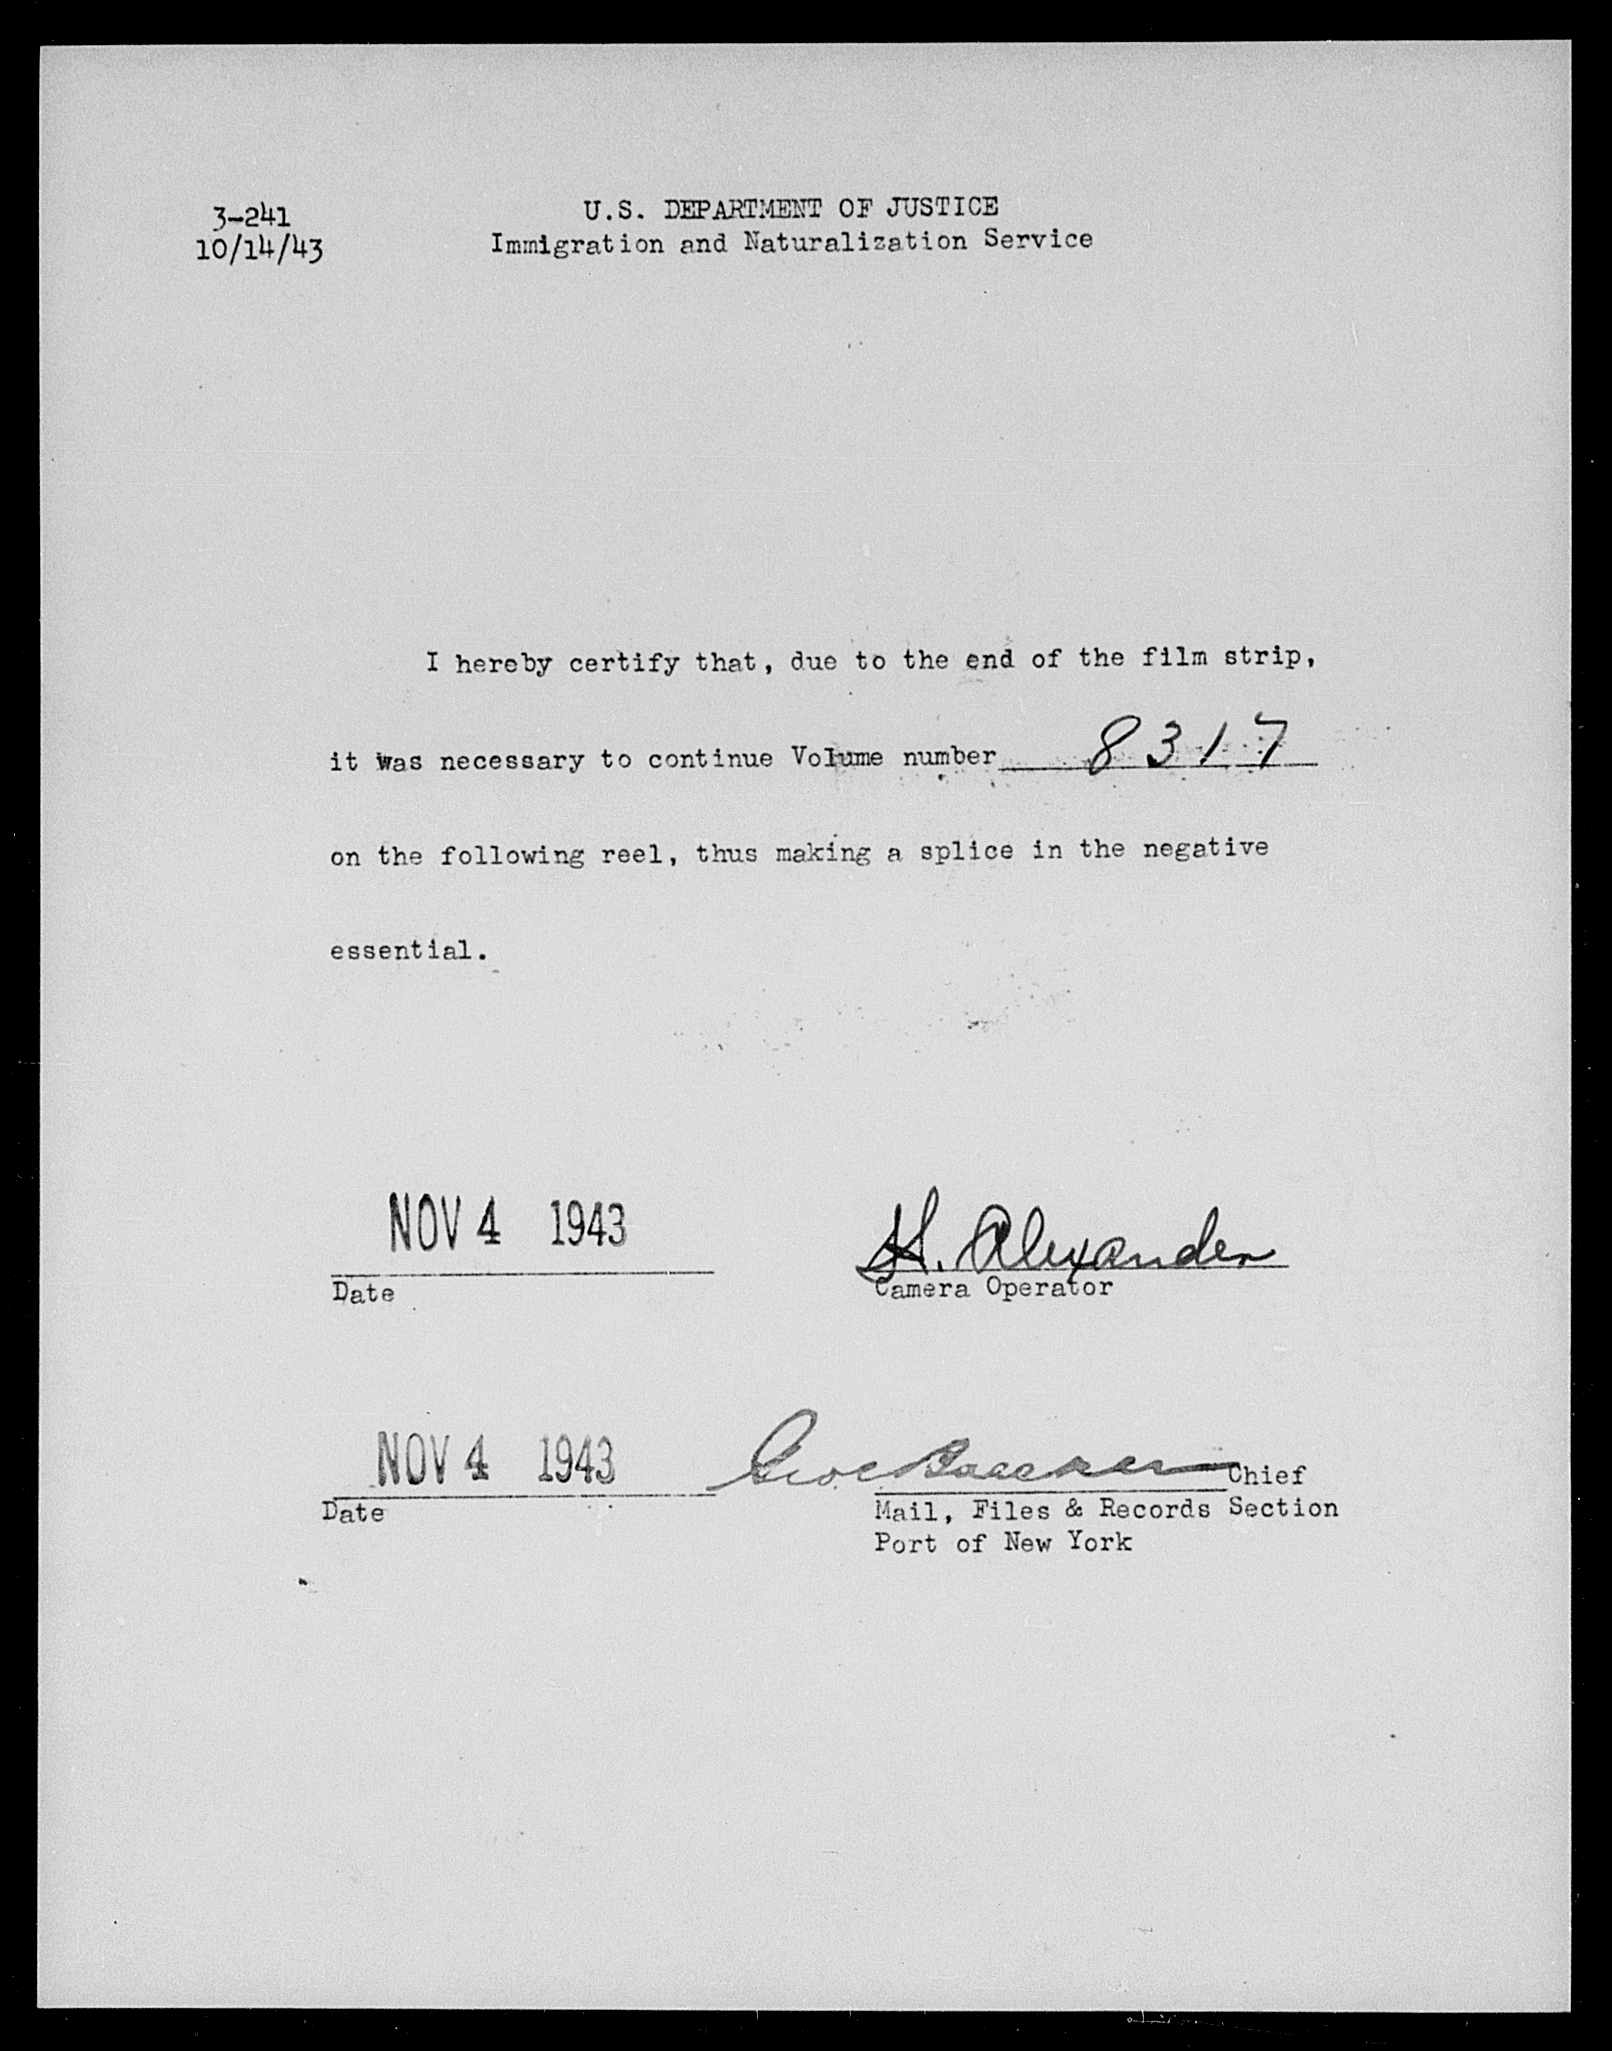 3-241
10/14/43
U.S. DEPARTMENT OF JUSTICE
Immigration and Naturalization Service
I hereby certify that, due to the end of the film strip,
it was necessary to continue Volume number 8317
on the following reel, thus making a splice in the negative
essential.
NOV 4 1943
Date
H. Alexander
Camera Operator
NOV 4 1943
Date
Chief
Mail, Files & Records Section
Port of New York